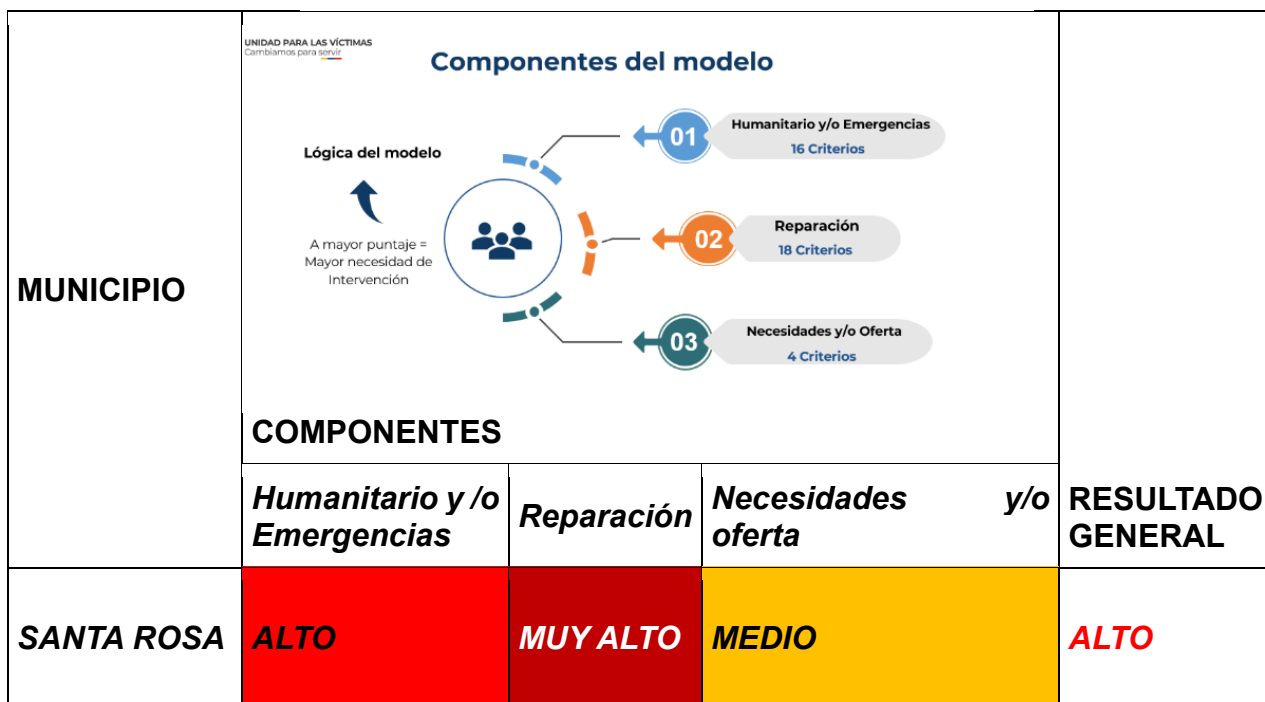 MUNICIPIO
UNIDAD PARA LAS VÍCTIMAS
Cambiamos para servir
Componentes del modelo
Lógica del modelo
A mayor puntaje =
Mayor necesidad de
Intervención
01
Humanitario y/o Emergencias
16 Criterios
02
Reparación
18 Criterios
03
Necesidades y/o Oferta
4 Criterios
COMPONENTES
Humanitario y /o
Emergencias
Reparación
Necesidades y/o
oferta
RESULTADO
GENERAL
SANTA ROSA
ALTO
MUY ALTO
MEDIO
ALTO